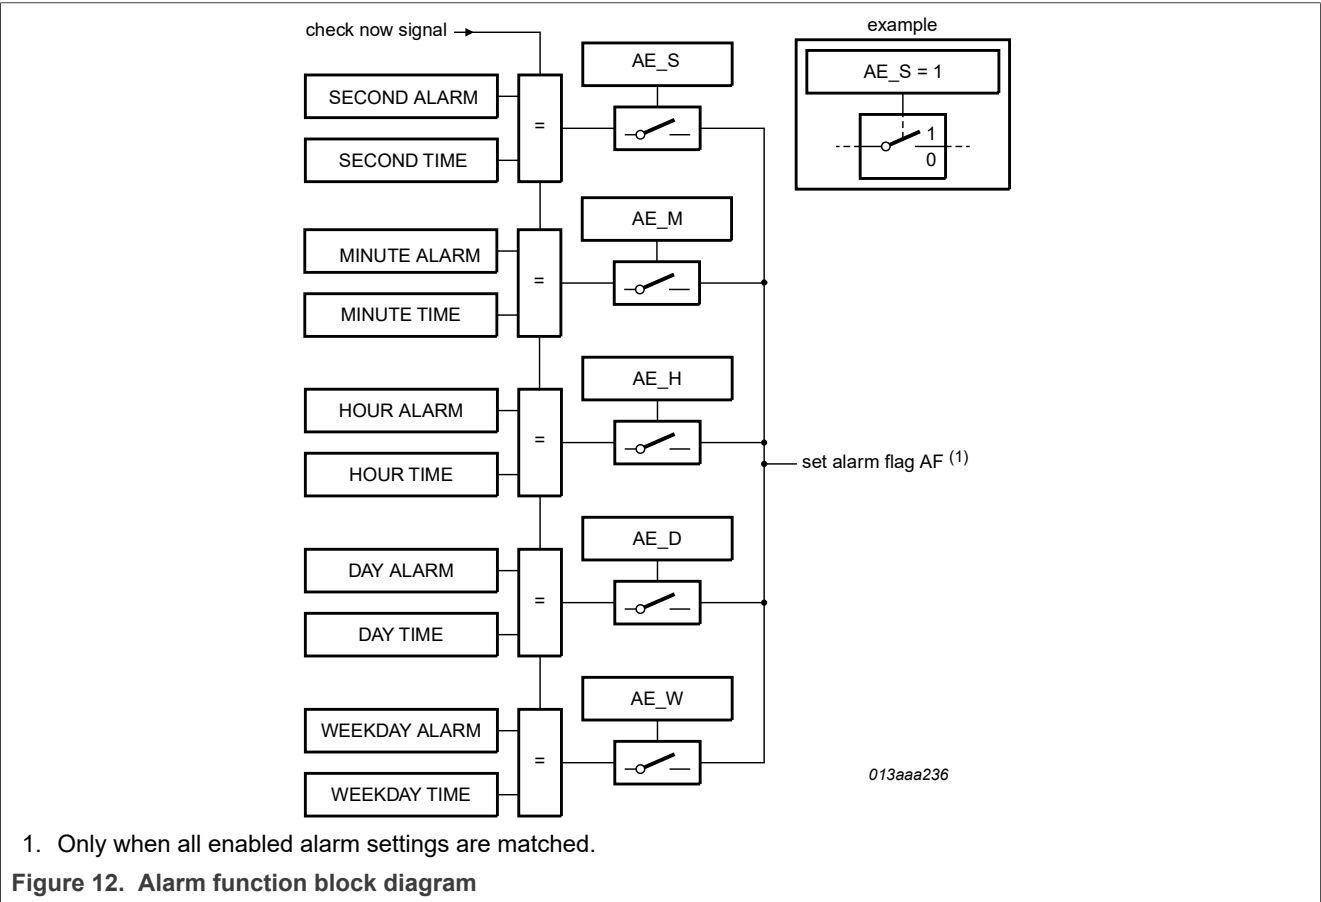 check now signal
example
AE_S
AE_S = 1
SECOND ALARM
=
1
0
SECOND TIME
AE_M
MINUTE ALARM
=
MINUTE TIME
AE_H
HOUR ALARM
=
set alarm flag AF (1)
HOUR TIME
AE_D
DAY ALARM
=
DAY TIME
AE_W
WEEKDAY ALARM
=
WEEKDAY TIME
013aaa236
1. Only when all enabled alarm settings are matched.
Figure 12. Alarm function block diagram